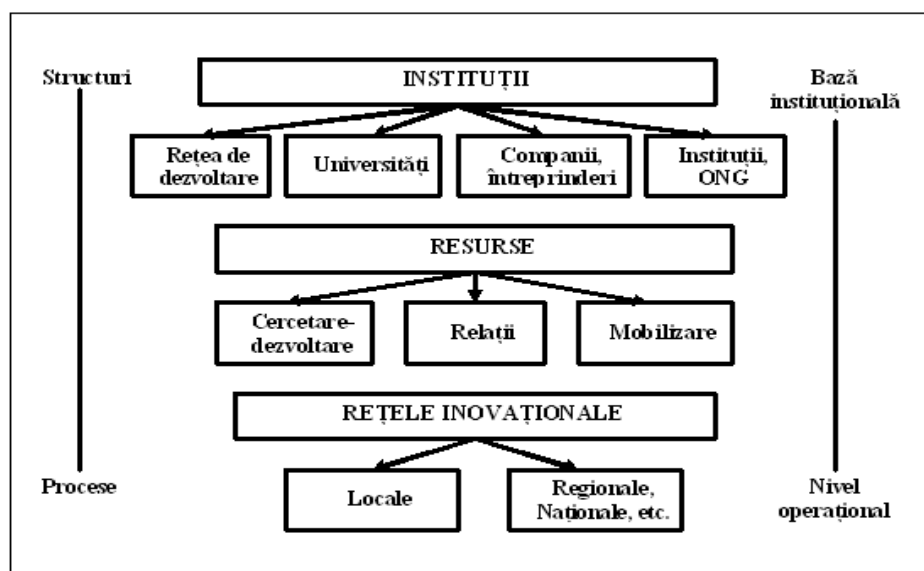 Structuri
INSTITUȚII
Bază
instituțională
Rețea de
dezvoltare
Universități
Companii,
întreprinderi
Instituții,
ONG
RESURSE
Cercetare-
dezvoltare
Relații
Mobilizare
REȚELE INOVAȚIONALE
Procese
Locale
Regionale,
Naționale, etc.
Nivel
operațional